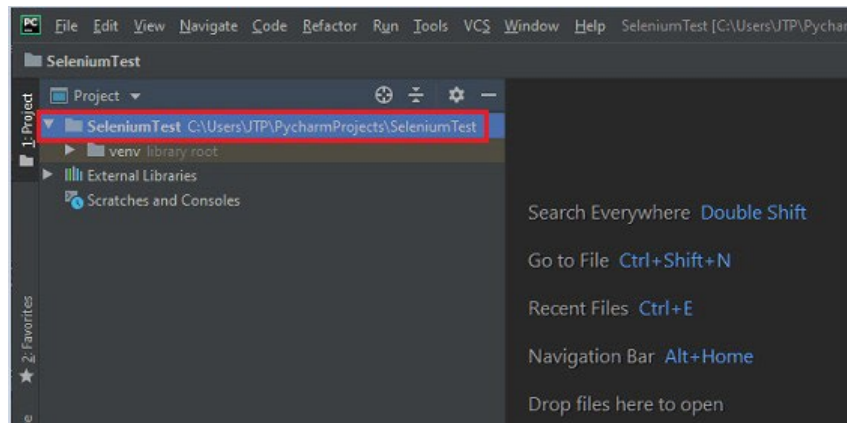 PC File Edit View Navigate Code Refactor Run Tools VCS Window Help SeleniumTest [C:\Users\JTP\Pychar
SeleniumTest
1: Project
Project
SeleniumTest C:\Users\JTP\PycharmProjects\SeleniumTest
venv library root
External Libraries
Scratches and Consoles
Search Everywhere Double Shift
Go to File Ctrl+Shift+N
Recent Files Ctrl+E
Navigation Bar Alt+Home
Drop files here to open
2: Favorites